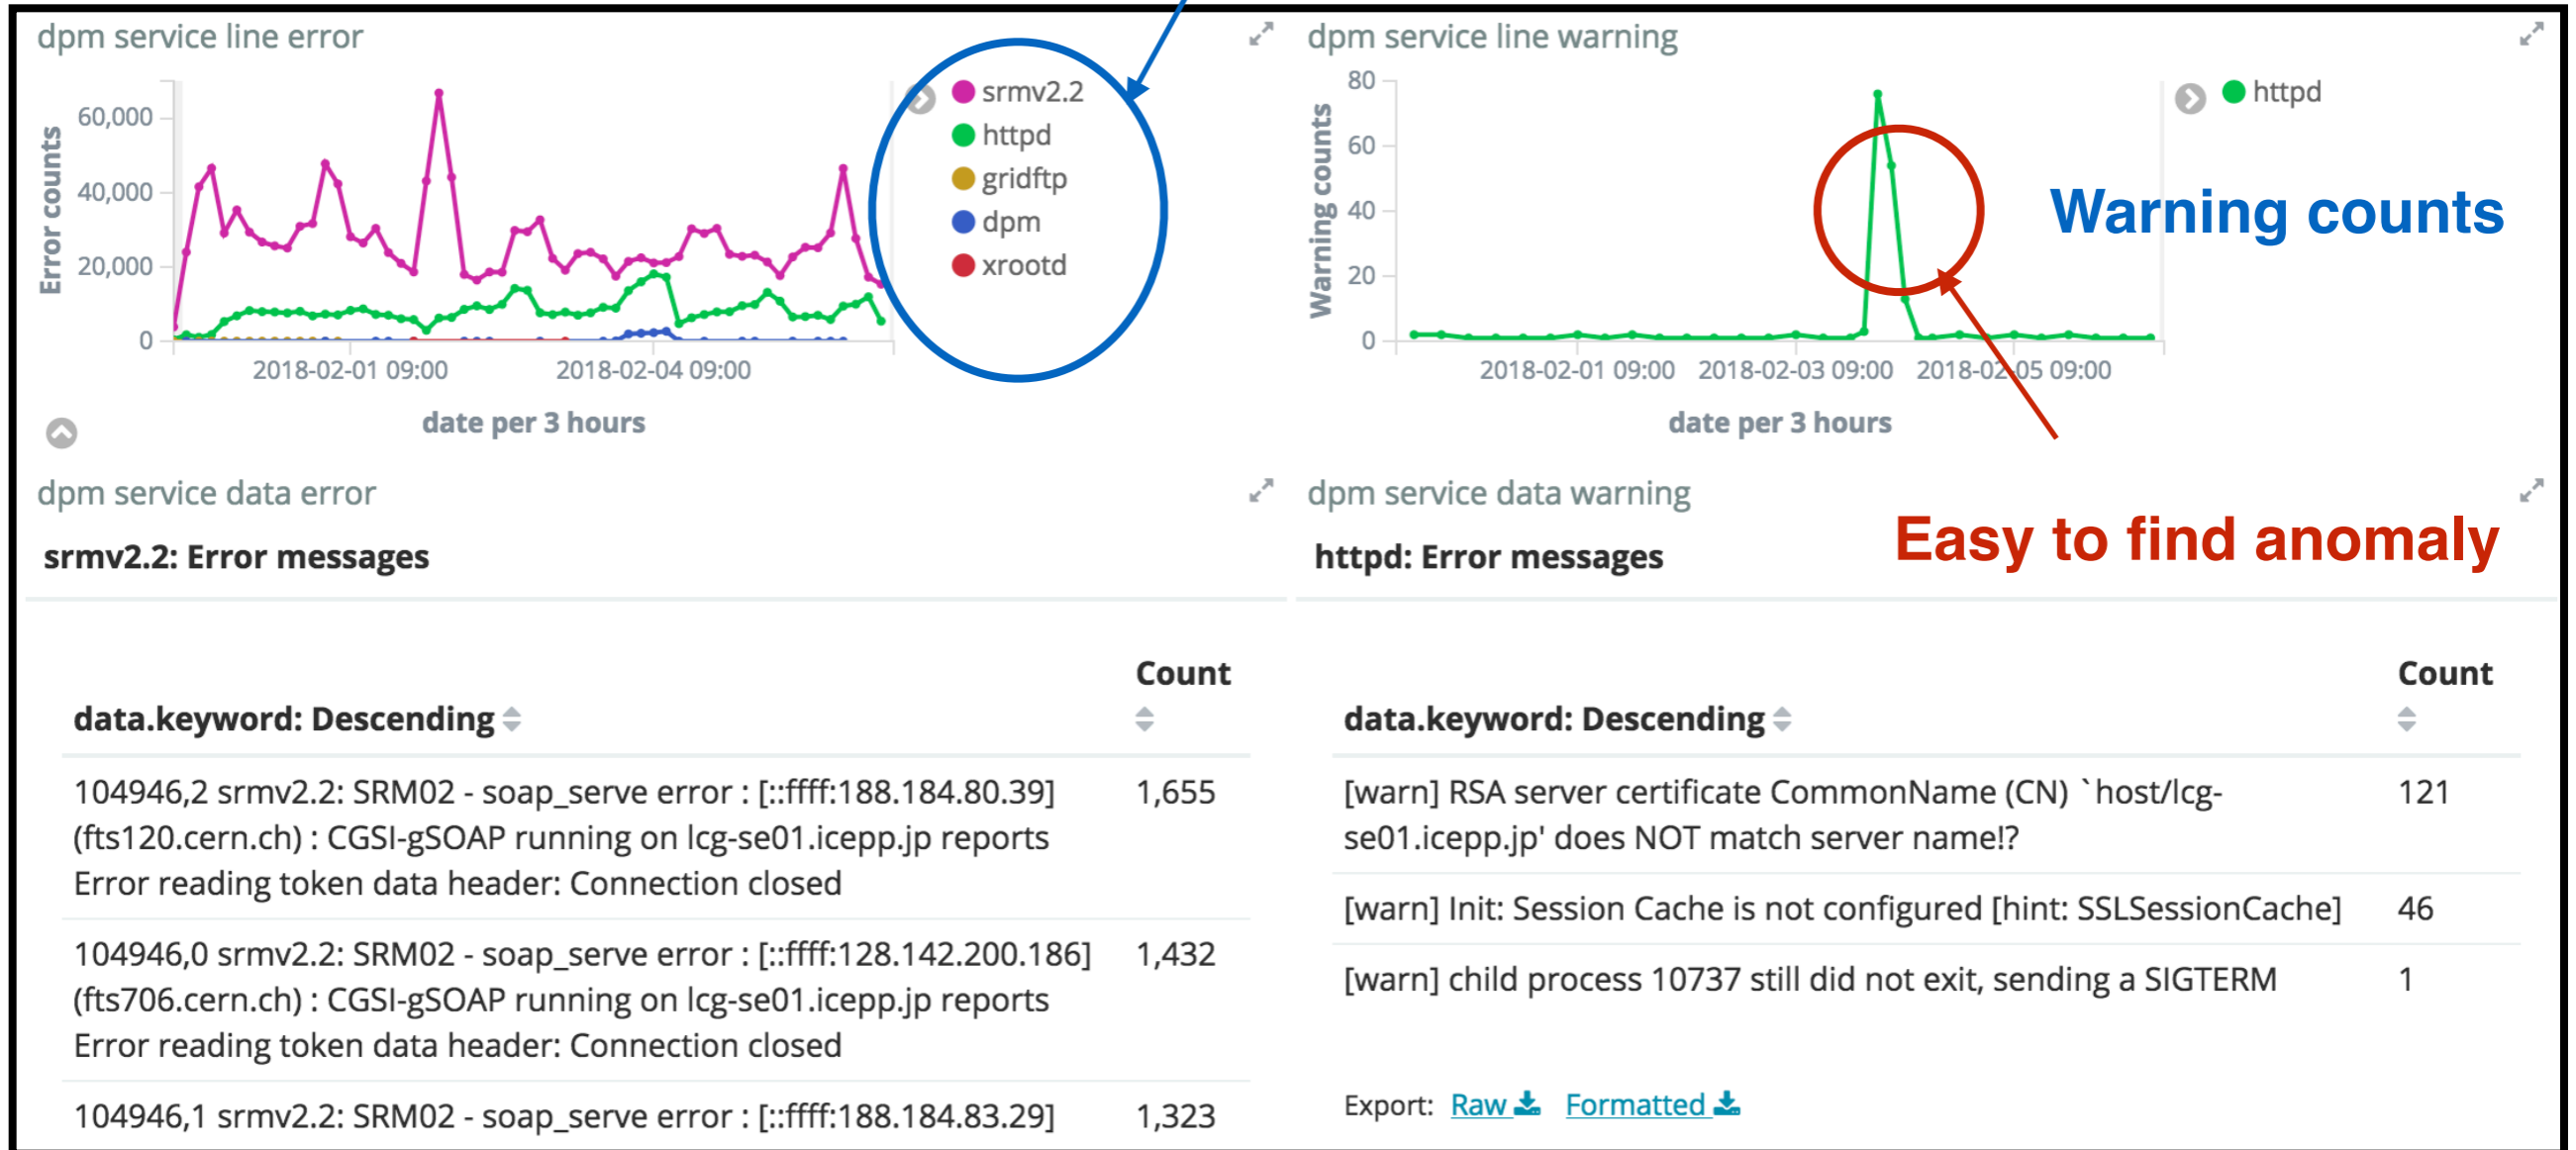 dpm service line error
Error counts
60,000
40,000
20,000
0
2018-02-01 09:00
2018-02-04 09:00
date per 3 hours
srmv2.2
httpd
gridftp
dpm
xrootd
dpm service line warning
Warning counts
80
60
40
20
0
2018-02-01 09:00
2018-02-03 09:00
2018-02-05 09:00
date per 3 hours
httpd
Warning counts
dpm service data error
srmv2.2: Error messages
data.keyword: Descending
Count
104946,2 srmv2.2: SRM02 - soap_serve error : [::ffff:188.184.80.39]
(fts120.cern.ch) : CGSI-gSOAP running on lcg-se01.icepp.jp reports
Error reading token data header: Connection closed
1,655
104946,0 srmv2.2: SRM02 - soap_serve error : [::ffff:128.142.200.186]
(fts706.cern.ch) : CGSI-gSOAP running on lcg-se01.icepp.jp reports
Error reading token data header: Connection closed
1,432
104946,1 srmv2.2: SRM02 - soap_serve error : [::ffff:188.184.83.29]
1,323
dpm service data warning
Easy to find anomaly
httpd: Error messages
data.keyword: Descending
Count
[warn] RSA server certificate CommonName (CN) `host/lcg-
se01.icepp.jp' does NOT match server name!?
121
[warn] Init: Session Cache is not configured [hint: SSLSessionCache]
46
[warn] child process 10737 still did not exit, sending a SIGTERM
1
Export: Raw Formatted